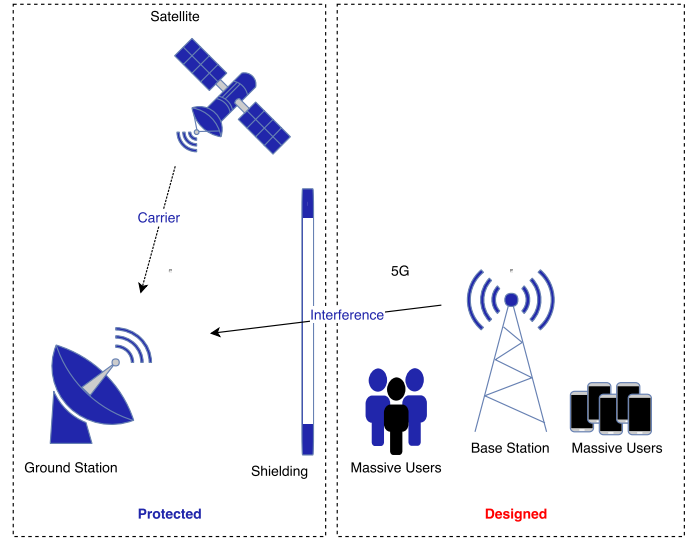 Satellite
Carrier
5G
Interference
Ground Station
Shielding
Massive Users
Base Station
Massive Users
Protected
Designed